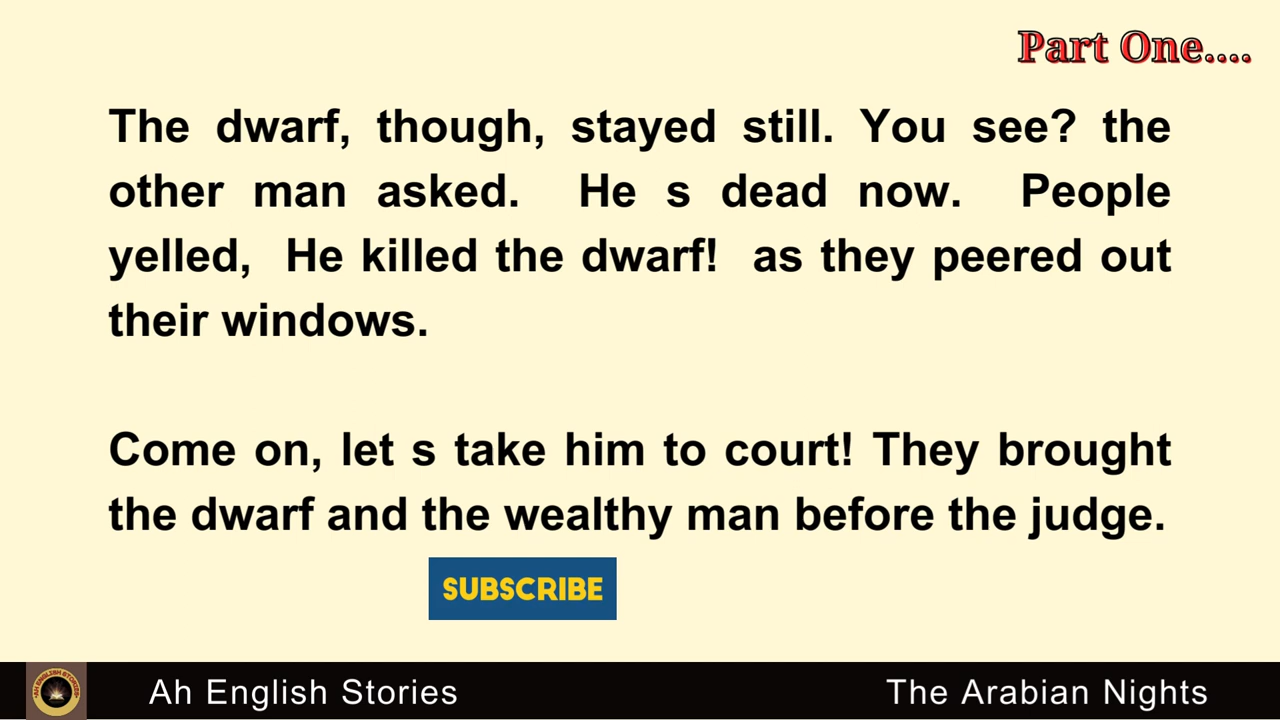 Part One....
The dwarf, though, stayed still. You see? the
other man asked. He s dead now. People
yelled, He killed the dwarf! as they peered out
their windows.
Come on, let s take him to court! They brought
the dwarf and the wealthy man before the judge.
SUBSCRIBE
Ah English Stories
The Arabian Nights